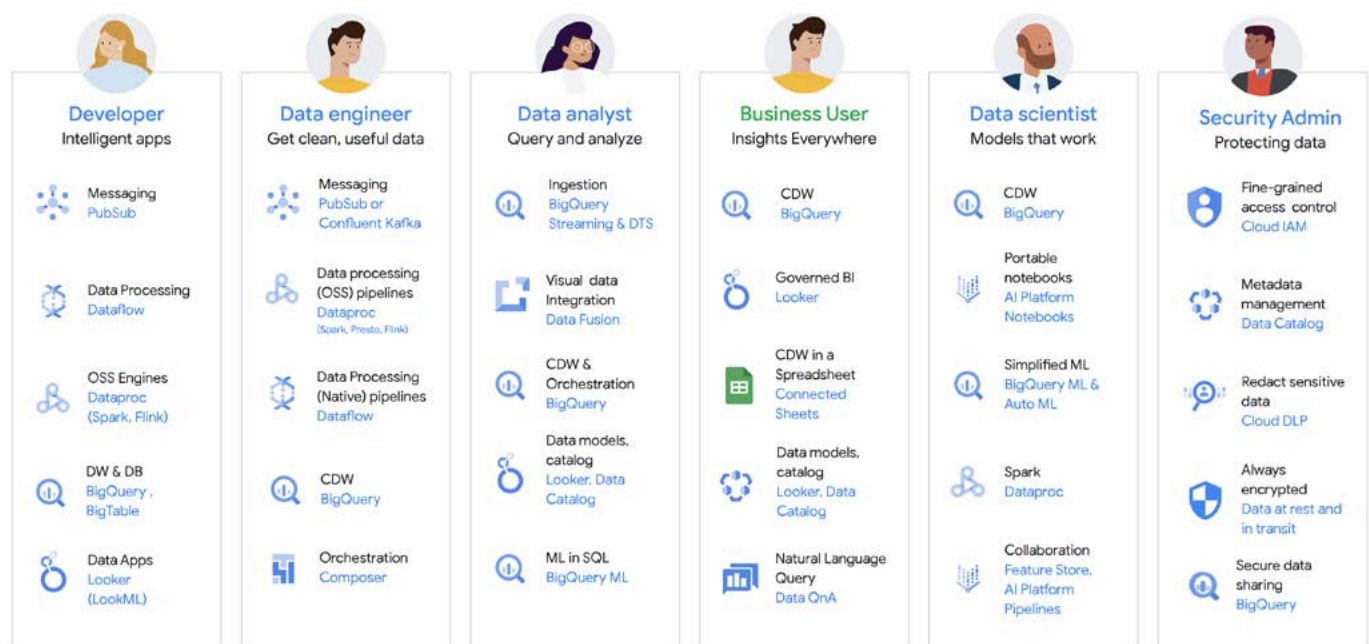 Developer
Intelligent apps
Messaging
PubSub
Data Processing
Dataflow
OSS Engines
Dataproc
(Spark, Flink)
DW & DB
BigQuery ,
BigTable
Data Apps
Looker
(LookML)
Data engineer
Get clean, useful data
Messaging
PubSub or
Confluent Kafka
Data processing
(OSS) pipelines
Dataproc
(Spark, Presto, Flink)
Data Processing
(Native) pipelines
Dataflow
CDW
BigQuery
Orchestration
Composer
Data analyst
Query and analyze
Ingestion
BigQuery
Streaming & DTS
Visual data
Integration
Data Fusion
CDW &
Orchestration
BigQuery
Data models,
catalog
Looker, Data
Catalog
ML in SQL
BigQuery ML
Business User
Insights Everywhere
CDW
BigQuery
Governed BI
Looker
CDW in a
Spreadsheet
Connected
Sheets
Data models,
catalog
Looker, Data
Catalog
Natural Language
Query
Data QnA
Data scientist
Models that work
CDW
BigQuery
Portable
notebooks
AI Platform
Notebooks
Simplified ML
BigQuery ML &
Auto ML
Spark
Dataproc
Collaboration
Feature Store,
AI Platform
Pipelines
Security Admin
Protecting data
Fine-grained
access control
Cloud IAM
Metadata
management
Data Catalog
Redact sensitive
data
Cloud DLP
Always
encrypted
Data at rest and
in transit
Secure data
sharing
BigQuery